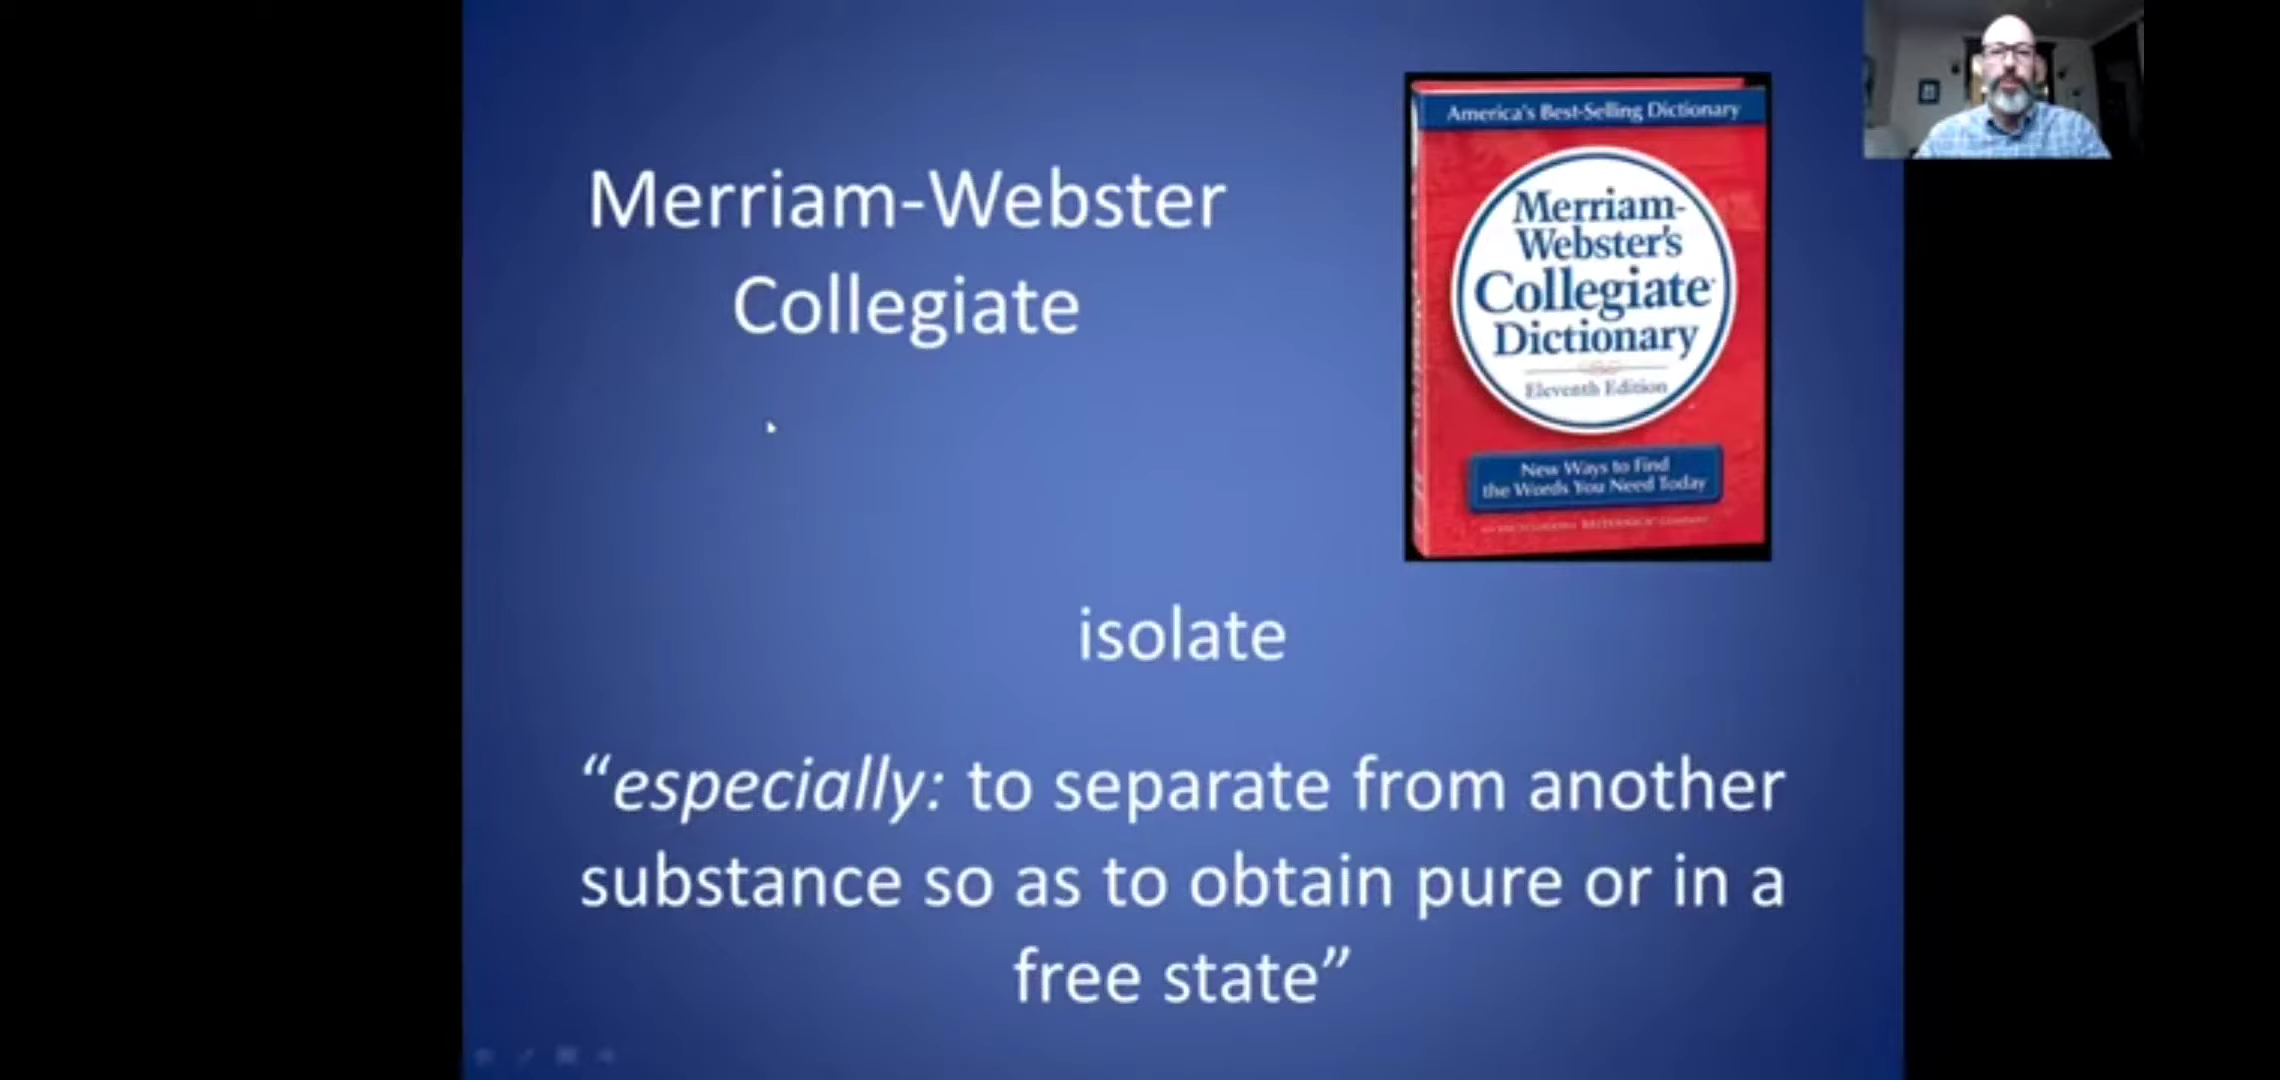 Merriam-Webster
Collegiate
America's Best-Selling Dictionary
Merriam-
Webster's
Collegiate
Dictionary
Eleventh Edition
New Ways to Find
the Words You Need Today
isolate
“especially: to separate from another
substance so as to obtain pure or in a
free state”